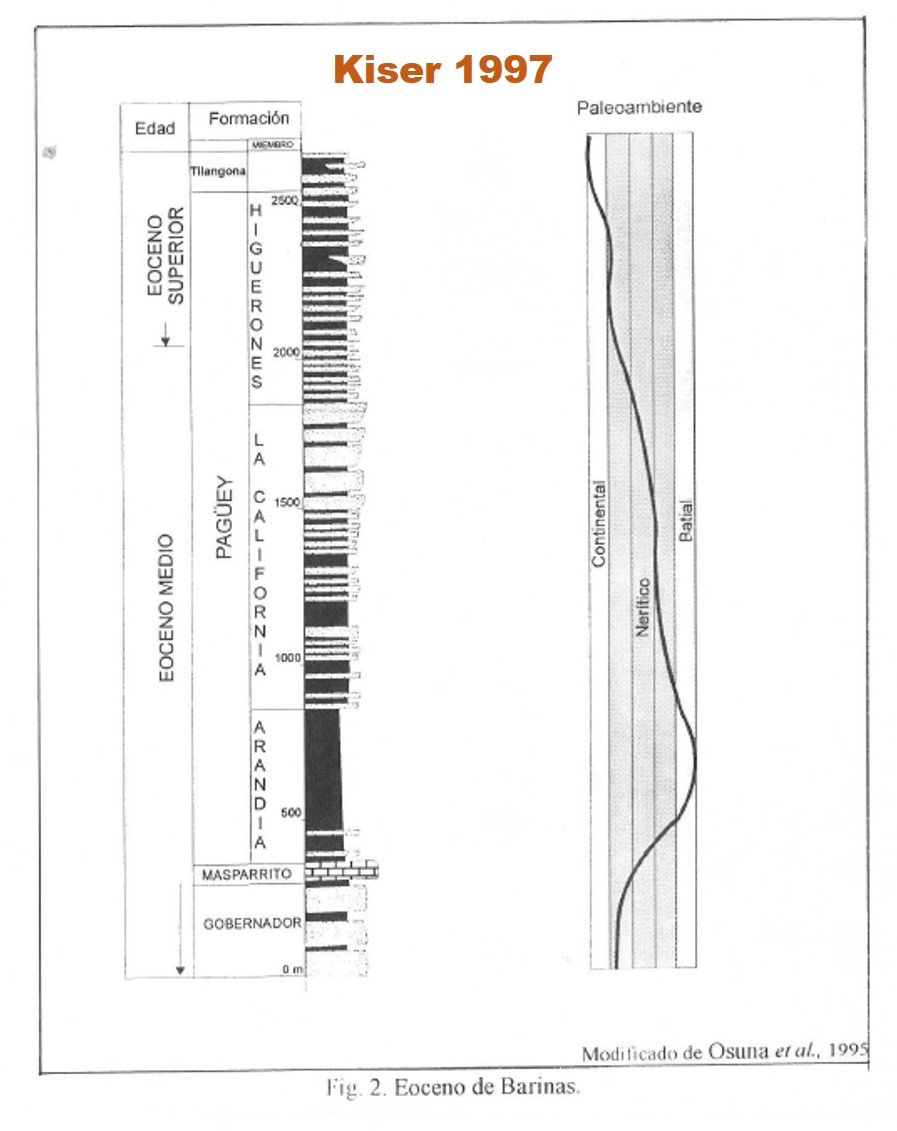 Kiser 1997
Edad
Formación
MIEMBRO
Tilangona
EOCENO
SUPERIOR
EOCENO MEDIO
PAGÜEY
HIGUERONES
LA CALIFORNIA
ARANDIA
MASPARRITO
GOBERNADOR
2500
2000
1500
1000
500
0 m
Paleoambiente
Continental
Nerítico
Batial
Modificado de Osuna et al., 1995
Fig. 2. Eoceno de Barinas.